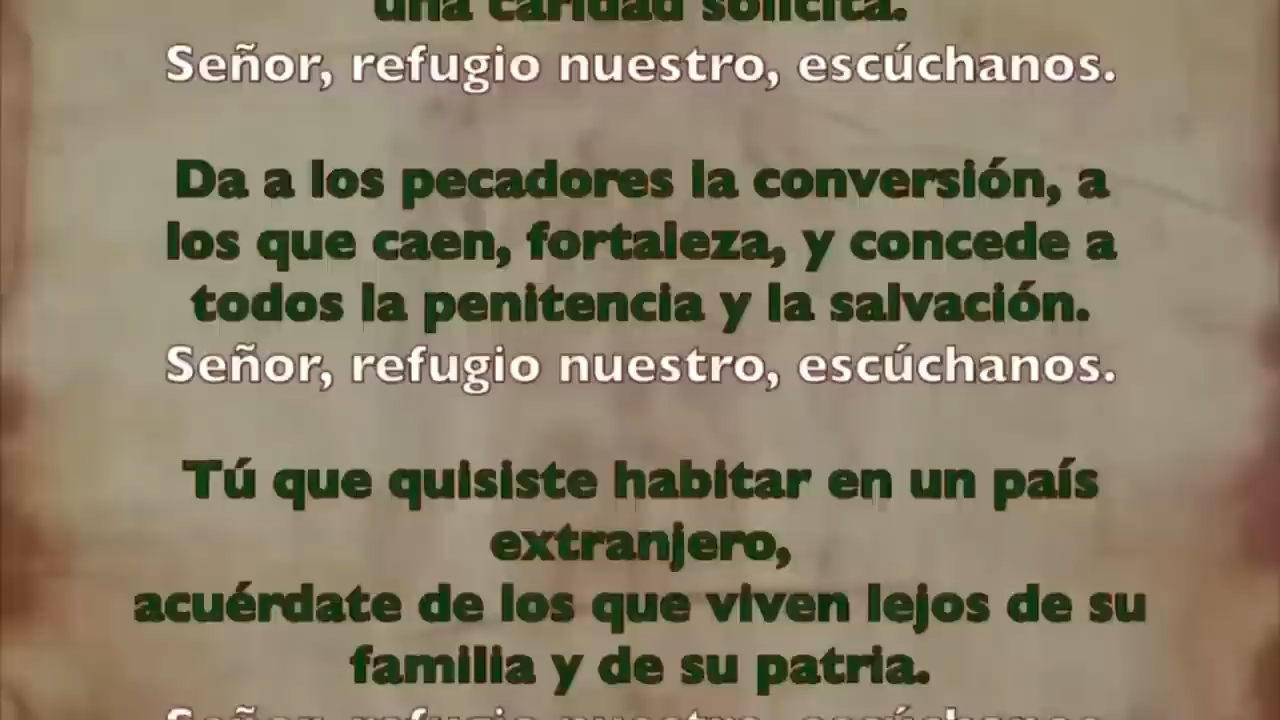 una caridad solícita.
Señor, refugio nuestro, escúchanos.
Da a los pecadores la conversión, a
los que caen, fortaleza, y concede a
todos la penitencia y la salvación.
Señor, refugio nuestro, escúchanos.
Tú que quisiste habitar en un país
extranjero,
acuérdate de los que viven lejos de su
familia y de su patria.
Señor, refugio nuestro, escúchanos.